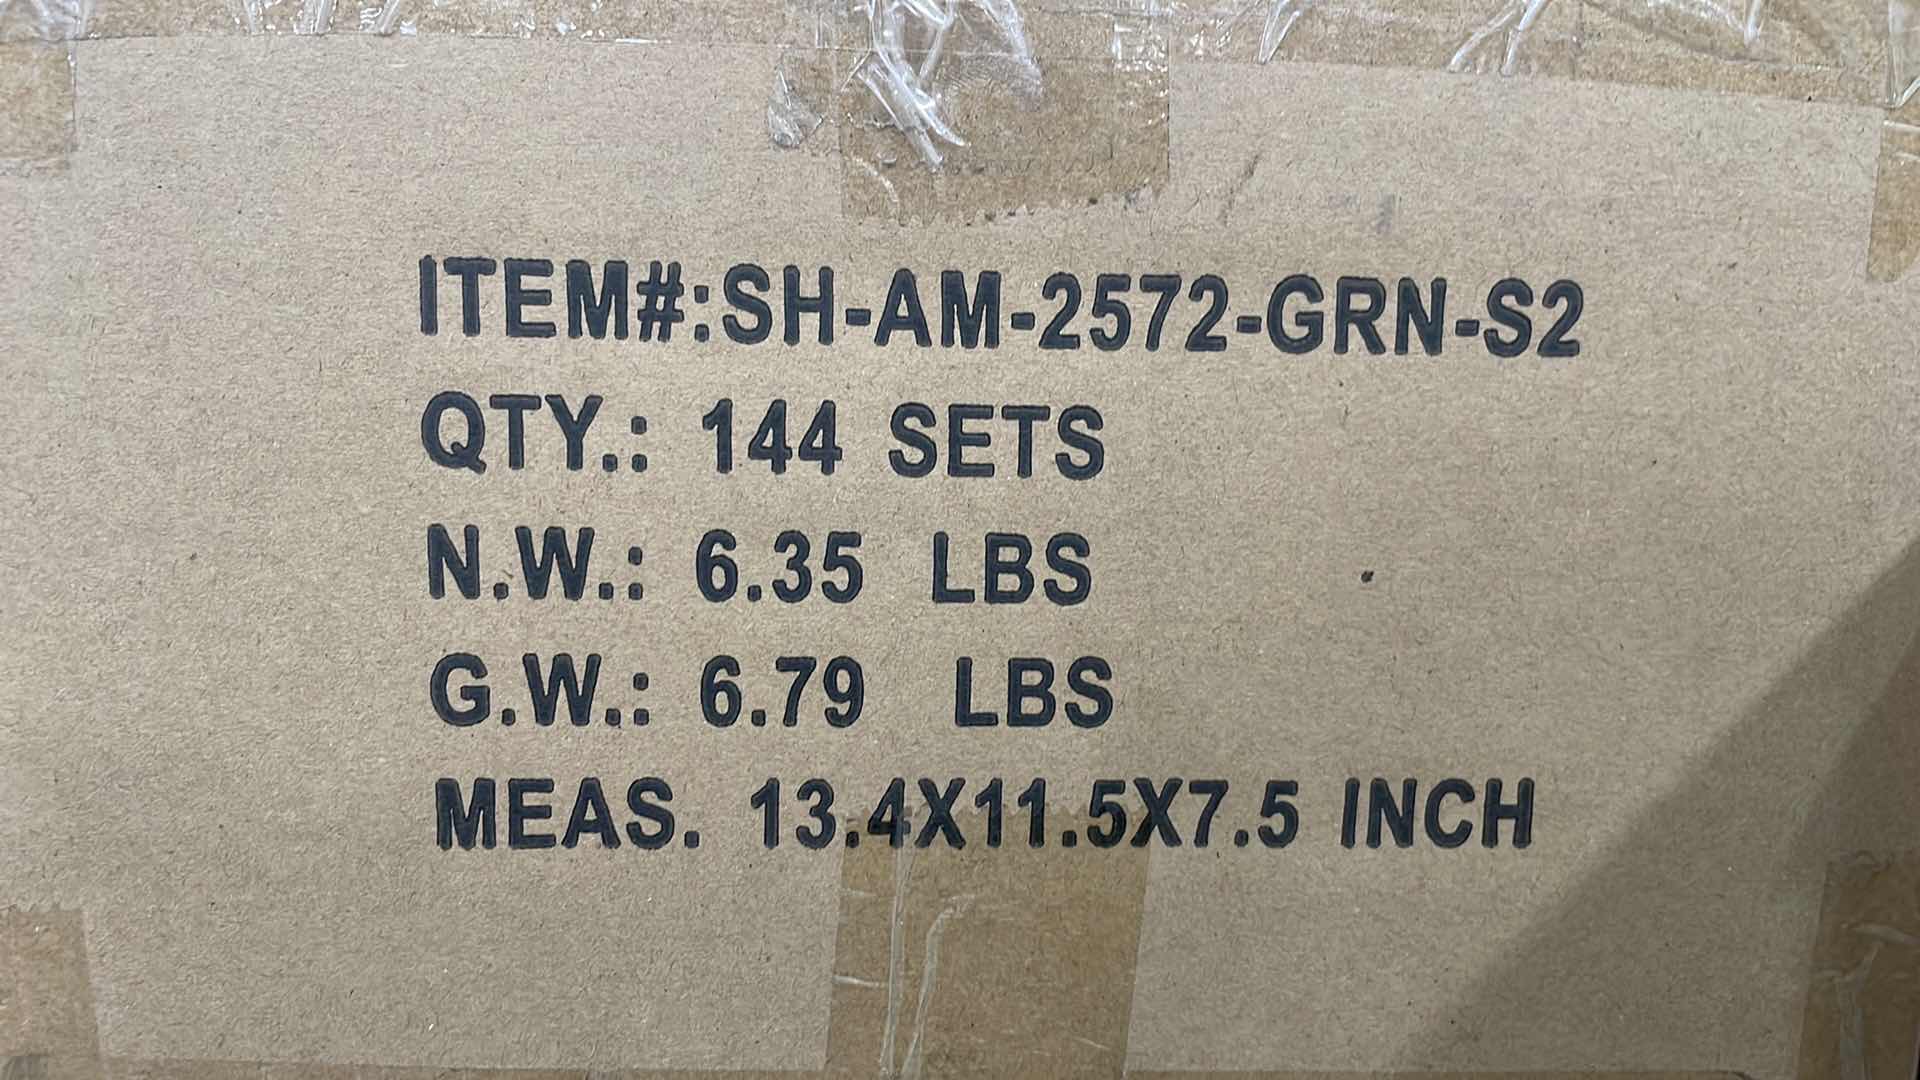 ITEM#:SH-AM-2572-GRN-S2
QTY.: 144 SETS
N.W.: 6.35 LBS
G.W.: 6.79 LBS
MEAS. 13.4X11.5X7.5 INCH